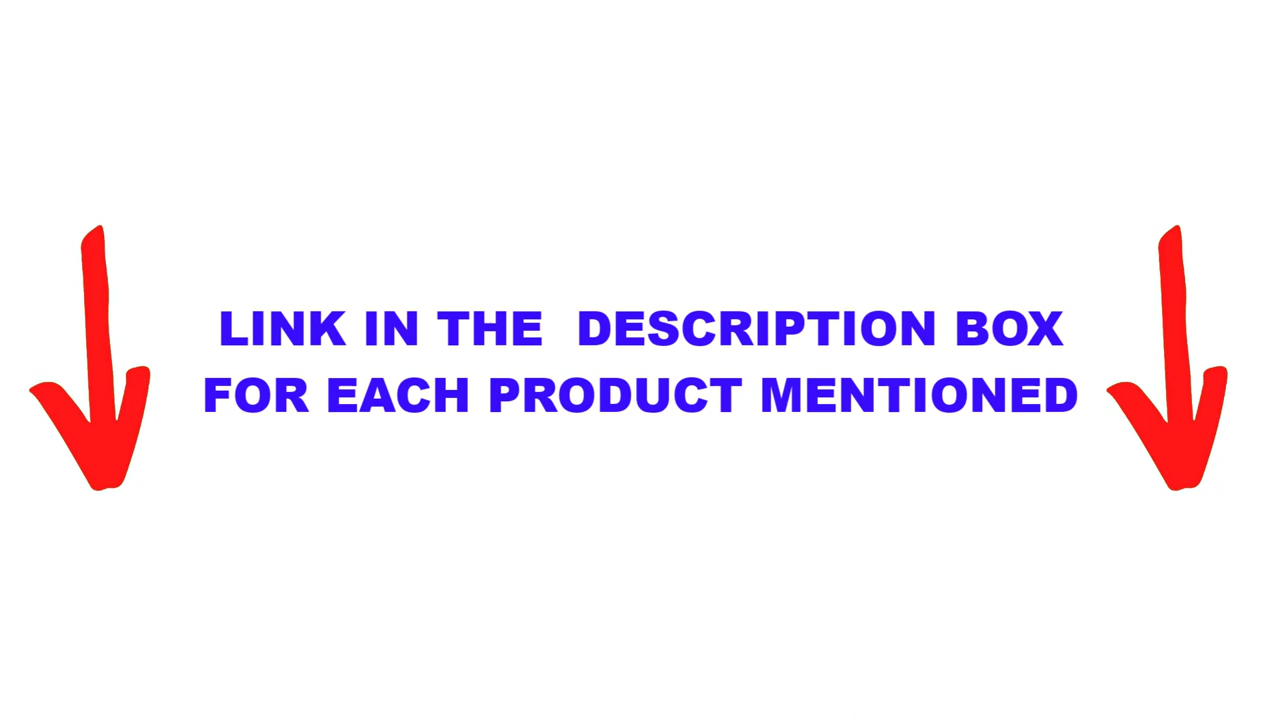 LINK IN THE  DESCRIPTION BOX
FOR EACH PRODUCT MENTIONED